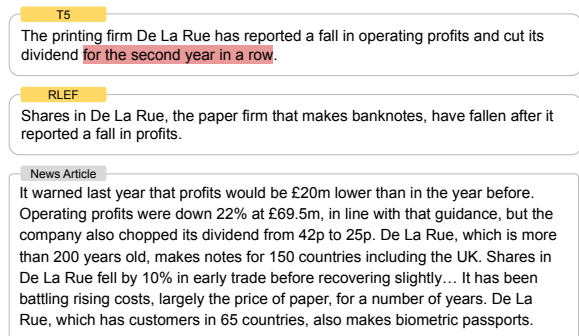 T5
The printing firm De La Rue has reported a fall in operating profits and cut its
dividend for the second year in a row.
RLEF
Shares in De La Rue, the paper firm that makes banknotes, have fallen after it
reported a fall in profits.
News Article
It warned last year that profits would be £20m lower than in the year before.
Operating profits were down 22% at £69.5m, in line with that guidance, but the
company also chopped its dividend from 42p to 25p. De La Rue, which is more
than 200 years old, makes notes for 150 countries including the UK. Shares in
De La Rue fell by 10% in early trade before recovering slightly… It has been
battling rising costs, largely the price of paper, for a number of years. De La
Rue, which has customers in 65 countries, also makes biometric passports.